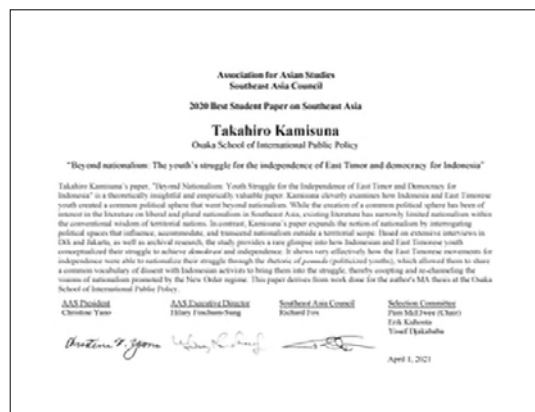 Association for Asian Studies
Southeast Asia Council
2020 Best Student Paper on Southeast Asia
Takahiro Kamisuna
Osaka School of International Public Policy
"Beyond nationalism: The youth's struggle for the independence of East Timor and democracy for Indonesia"
Takahiro Kamisuna's paper, "Beyond Nationalism: Youth Struggle for the Independence of East Timor and Democracy for
Indonesia" is a theoretically insightful and empirically valuable paper. Kamisuna cleverly examines how Indonesia and East Timorese
youth created a common political sphere that went beyond nationalism. While the creation of a common political sphere has been of
interest in the literature on liberal and plural nationalism in Southeast Asia, existing literature has narrowly limited nationalism within
the conventional wisdom of territorial nations. In contrast, Kamisuna's paper expands the notion of nationalism by interrogating
political spaces that influence, accommodate, and transcend nationalism outside a territorial scope. Based on extensive interviews in
Dili and Jakarta, as well as archival research, the study provides a rare glimpse into how Indonesian and East Timorese youth
conceptualized their struggle to achieve demokrasi and independence. It shows very effectively how the East Timorese movements for
independence were able to nationalize their struggle through the rhetoric of pemuda (politicized youths), which allowed them to share
a common vocabulary of dissent with Indonesian activists to bring them into the struggle, thereby coopting and re-channeling the
visions of nationalism promoted by the New Order regime. This paper derives from work done for the author's MA thesis at the Osaka
School of International Public Policy.
AAS President AAS Executive Director Southeast Asia Council Selection Committee
Christine Yano Hilary Finchum-Sung Richard Fox Pam McElwee (Chair)
Erik Kuhonta
Yosef Djakababa
April 1, 2021